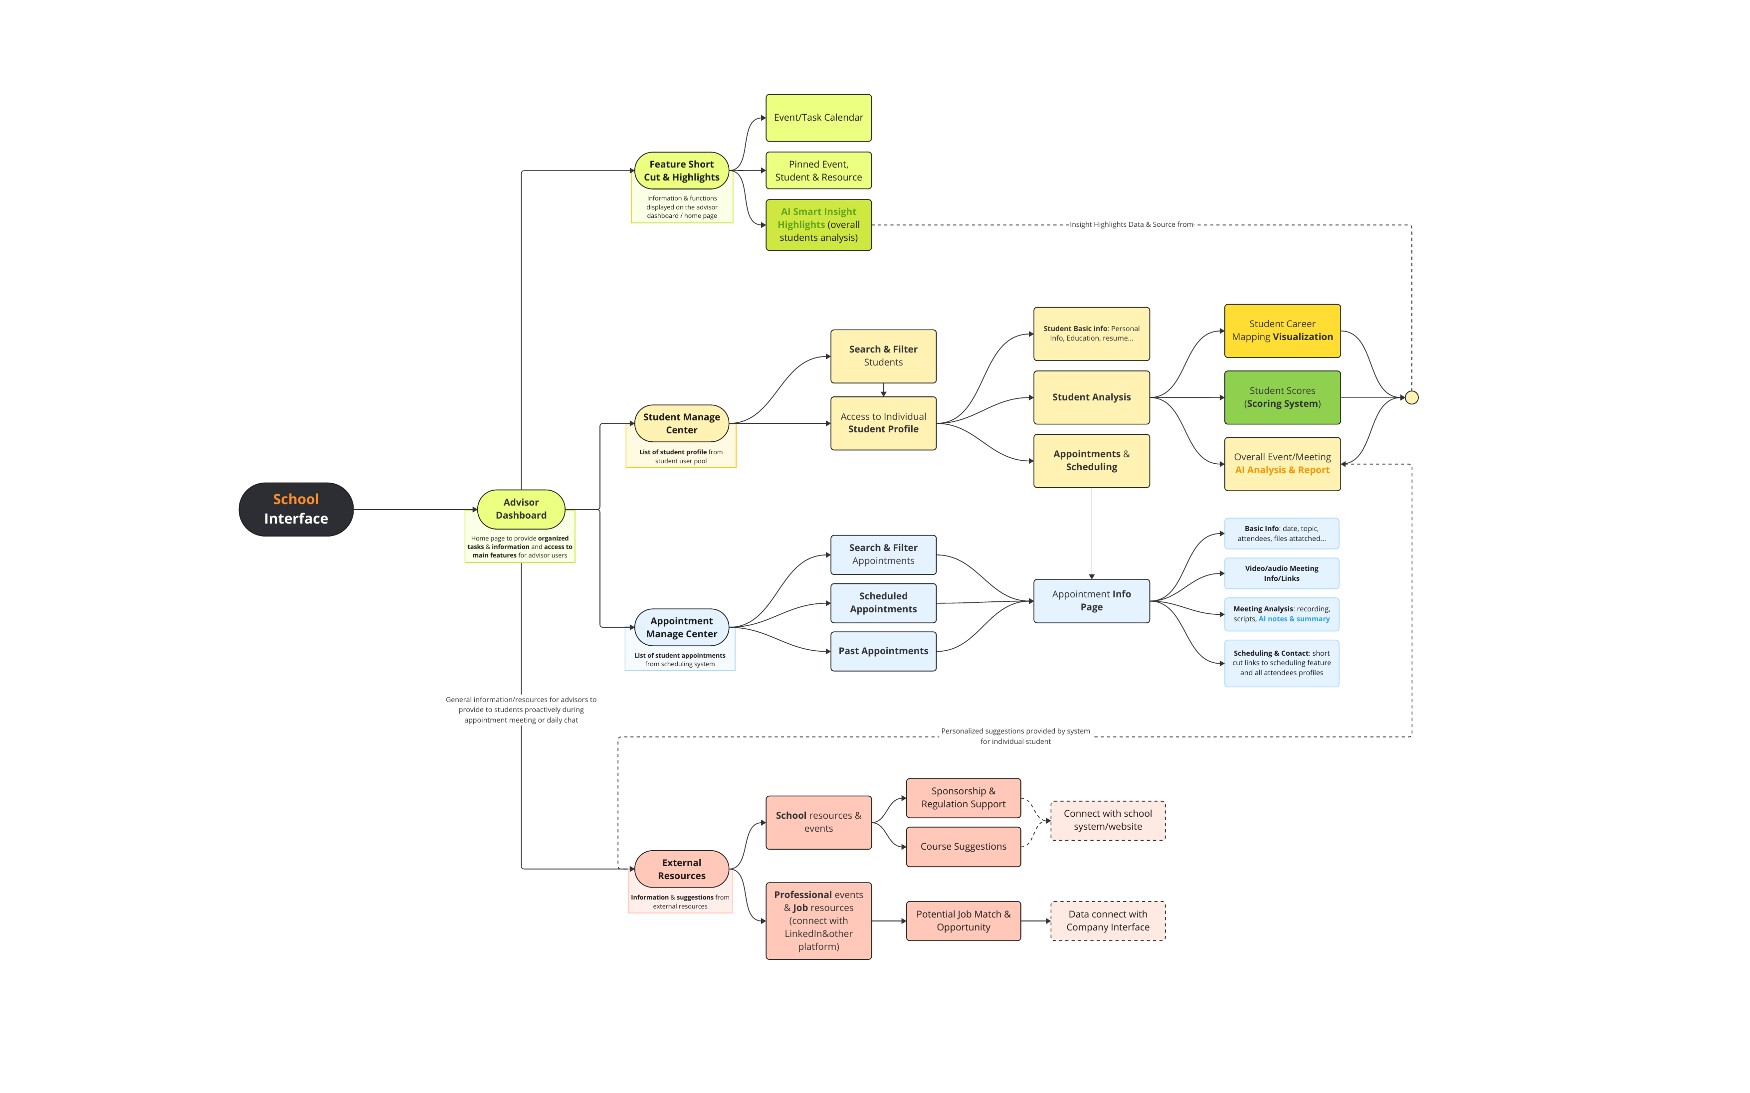 Event/Task Calendar
Feature Short
Cut & Highlights
Information & functions
displayed on the advisor
dashboard / home page
Pinned Event,
Student & Resource
AI Smart Insight
Highlights (overall
students analysis)
Insight Highlights Data & Source from
Search & Filter
Students
Student Basic info: Personal
Info, Education, resume...
Student Career
Mapping Visualization
Student Manage
Center
List of student profile from
student user pool
Access to Individual
Student Profile
Student Analysis
Student Scores
(Scoring System)
Appointments &
Scheduling
Overall Event/Meeting
AI Analysis & Report
School
Interface
Advisor
Dashboard
Home page to provide organized
tasks & information and access to
main features for advisor users
Search & Filter
Appointments
Scheduled
Appointments
Past Appointments
Appointment
Manage Center
List of student appointments
from scheduling system
Appointment Info
Page
Basic Info: date, topic,
attendees, files attatched...
Video/audio Meeting
Info/Links
Meeting Analysis: recording,
scripts, AI notes & summary
Scheduling & Contact: short
cut links to scheduling feature
and all attendees profiles
General information/resources for advisors to
provide to students proactively during
appointment meeting or daily chat
Personalized suggestions provided by system
for individual student
External
Resources
Information & suggestions from
external resources
School resources &
events
Sponsorship &
Regulation Support
Course Suggestions
Connect with school
system/website
Professional events
& Job resources
(connect with
LinkedIn&other
platform)
Potential Job Match &
Opportunity
Data connect with
Company Interface